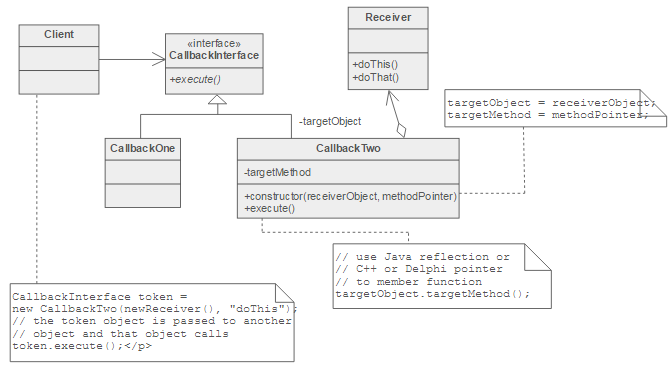 Client
«interface»
CallbackInterface
+execute()
Receiver
+doThis()
+doThat()
targetObject = receiverObject;
targetMethod = methodPointer;
-targetObject
CallbackOne
CallbackTwo
-targetMethod
+constructor(receiverObject, methodPointer)
+execute()
// use Java reflection or
// C++ or Delphi pointer
// to member function
targetObject.targetMethod();
CallbackInterface token =
new CallbackTwo(newReceiver(), "doThis");
// the token object is passed to another
// object and that object calls
token.execute();</p>